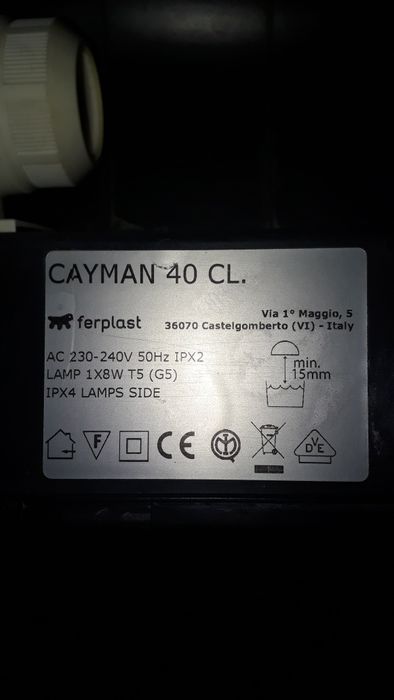 CAYMAN 40 CL.
ferplast
Via 1° Maggio, 5
36070 Castelgomberto (VI) - Italy
AC 230-240V 50Hz IPX2
LAMP 1X8W T5 (G5)
IPX4 LAMPS SIDE
min.
15mm
F
CE
DVE